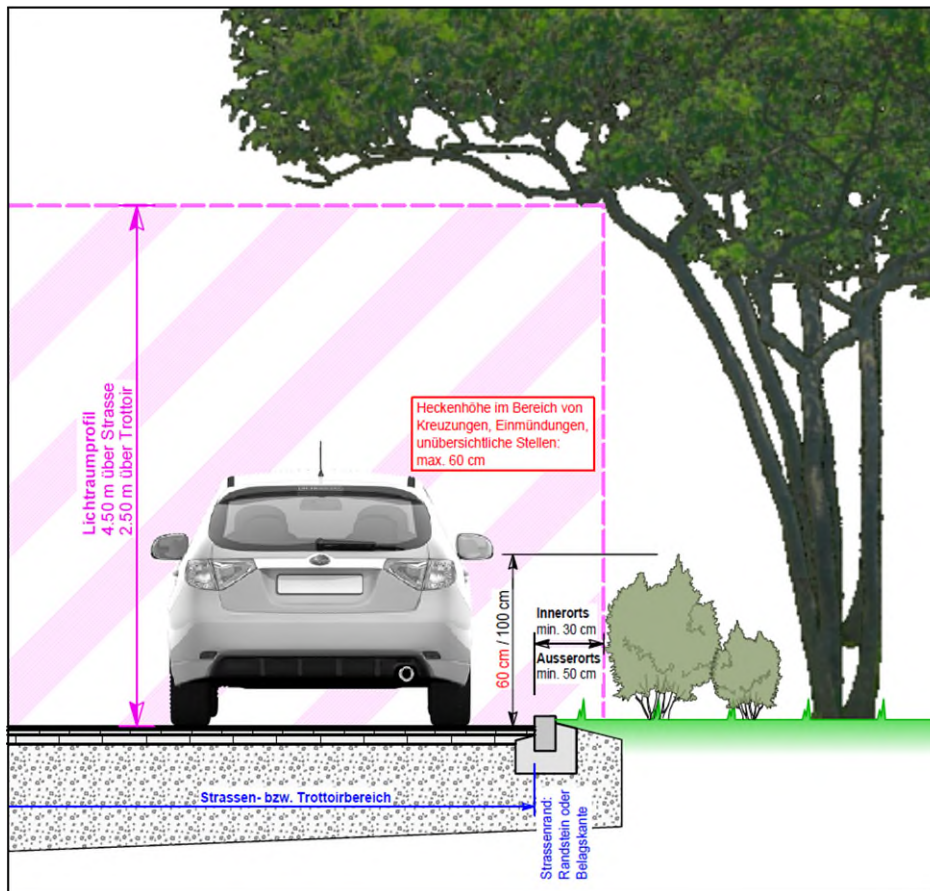 Lichtraumprofil
4.50 m über Strasse
2.50 m über Trottoir
Heckenhöhe im Bereich von
Kreuzungen, Einmündungen,
unübersichtliche Stellen:
max. 60 cm
60 cm / 100 cm
Innerorts
min. 30 cm
Ausserorts
min. 50 cm
Strassen- bzw. Trottoirbereich
Strassenrand:
Randstein oder
Belagskante